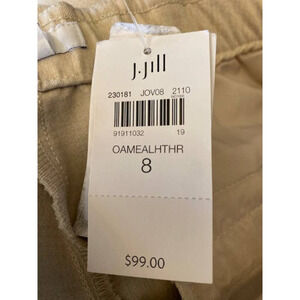 J.Jill
230181 JOV08 2110
91911032 19
OAMEALHTHR
8
$99.00